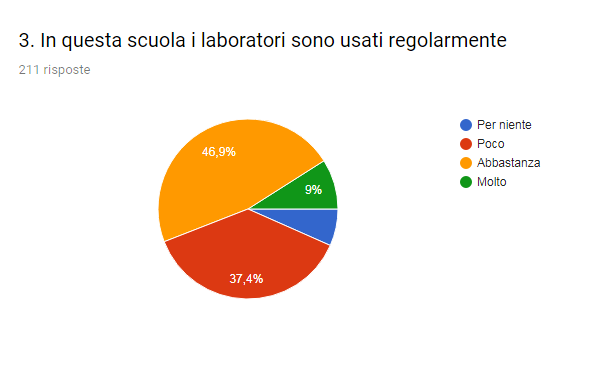 3. In questa scuola i laboratori sono usati regolarmente
211 risposte
Per niente
Poco
Abbastanza
Molto
46,9%
9%
37,4%